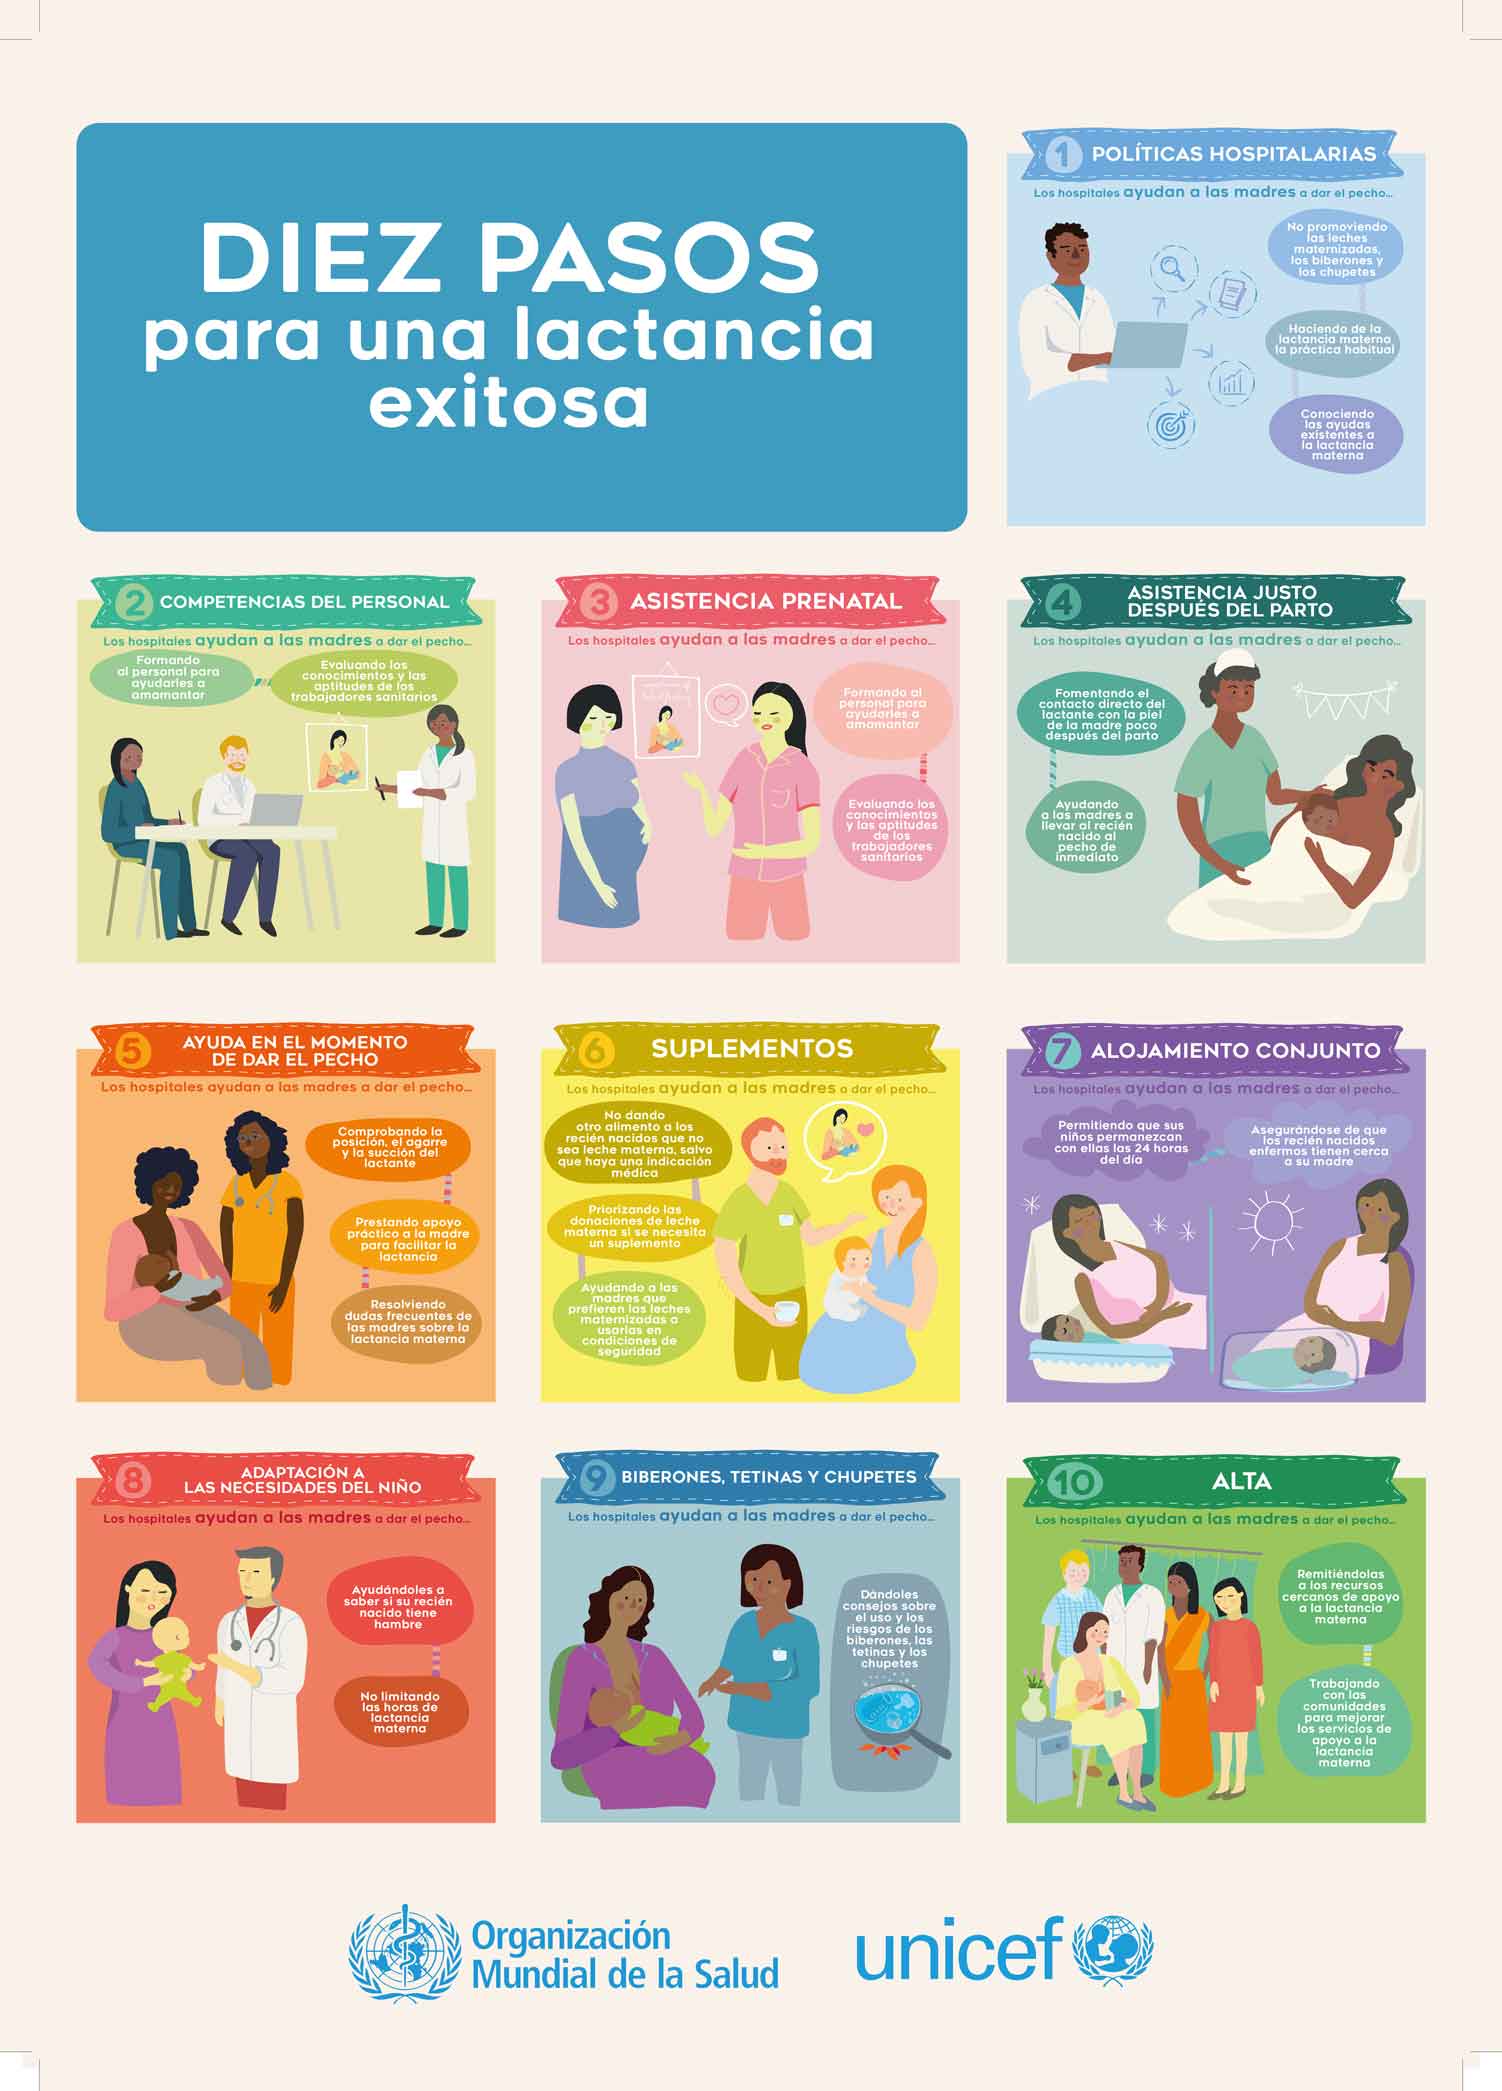 DIEZ PASOS
para una lactancia
exitosa
1 POLÍTICAS HOSPITALARIAS
Los hospitales ayudan a las madres a dar el pecho...
No promoviendo
las leches
maternizadas,
los biberones y
los chupetes
Haciendo de la
lactancia materna
la práctica habitual
Conociendo
las ayudas
existentes a
la lactancia
materna
2 COMPETENCIAS DEL PERSONAL
Los hospitales ayudan a las madres a dar el pecho...
Formando
al personal para
ayudarles a
amamantar
Evaluando los
conocimientos y las
aptitudes de los
trabajadores sanitarios
3 ASISTENCIA PRENATAL
Los hospitales ayudan a las madres a dar el pecho...
Formando al
personal para
ayudarles a
amamantar
Evaluando los
conocimientos
y las aptitudes
de los
trabajadores
sanitarios
4 ASISTENCIA JUSTO
DESPUÉS DEL PARTO
Los hospitales ayudan a las madres a dar el pecho...
Fomentando el
contacto directo del
lactante con la piel
de la madre poco
después del parto
Ayudando
a las madres a
llevar al recién
nacido al
pecho de
inmediato
5 AYUDA EN EL MOMENTO
DE DAR EL PECHO
Los hospitales ayudan a las madres a dar el pecho...
Comprobando la
posición, el agarre
y la succión del
lactante
Prestando apoyo
práctico a la madre
para facilitar la
lactancia
Resolviendo
dudas frecuentes de
las madres sobre la
lactancia materna
6 SUPLEMENTOS
Los hospitales ayudan a las madres a dar el pecho...
No dando
otro alimento a los
recién nacidos que no
sea leche materna, salvo
que haya una indicación
médica
Priorizando las
donaciones de leche
materna si se necesita
un suplemento
Ayudando a las
madres que
prefieren las leches
maternizadas a
usarlas en
condiciones de
seguridad
7 ALOJAMIENTO CONJUNTO
Los hospitales ayudan a las madres a dar el pecho...
Permitiendo que sus
niños permanezcan
con ellas las 24 horas
del día
Asegurándose de que
los recién nacidos
enfermos tienen cerca
a su madre
8 ADAPTACIÓN A
LAS NECESIDADES DEL NIÑO
Los hospitales ayudan a las madres a dar el pecho...
Ayudándoles a
saber si su recién
nacido tiene
hambre
No limitando
las horas de
lactancia
materna
9 BIBERONES, TETINAS Y CHUPETES
Los hospitales ayudan a las madres a dar el pecho...
Dándoles
consejos sobre
el uso y los
riesgos de los
biberones, las
tetinas y los
chupetes
10 ALTA
Los hospitales ayudan a las madres a dar el pecho...
Remitiéndolas
a los recursos
cercanos de apoyo
a la lactancia
materna
Trabajando
con las
comunidades
para mejorar
los servicios de
apoyo a la
lactancia
materna
Organización
Mundial de la Salud
unicef